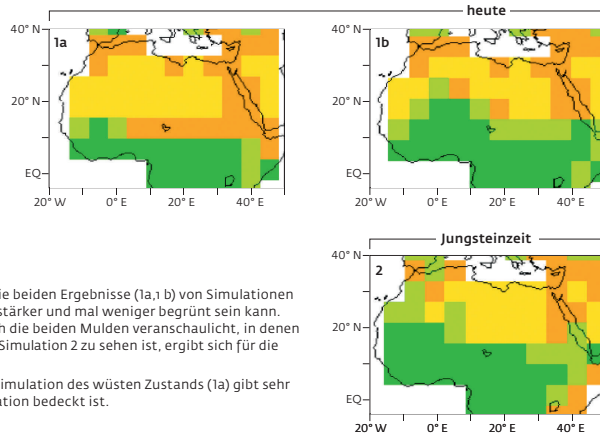 heute
40° N
20° N
EQ
1a
20° W
0° E
20° E
40° E
40° N
20° N
EQ
1b
20° W
0° E
20° E
40° E
Jungsteinzeit
40° N
20° N
EQ
2
20° W
0° E
20° E
40° E
ie beiden Ergebnisse (1a,1 b) von Simulationen
stärker und mal weniger begrünt sein kann.
h die beiden Mulden veranschaulicht, in denen
Simulation 2 zu sehen ist, ergibt sich für die
imulation des wüsten Zustands (1a) gibt sehr
ation bedeckt ist.